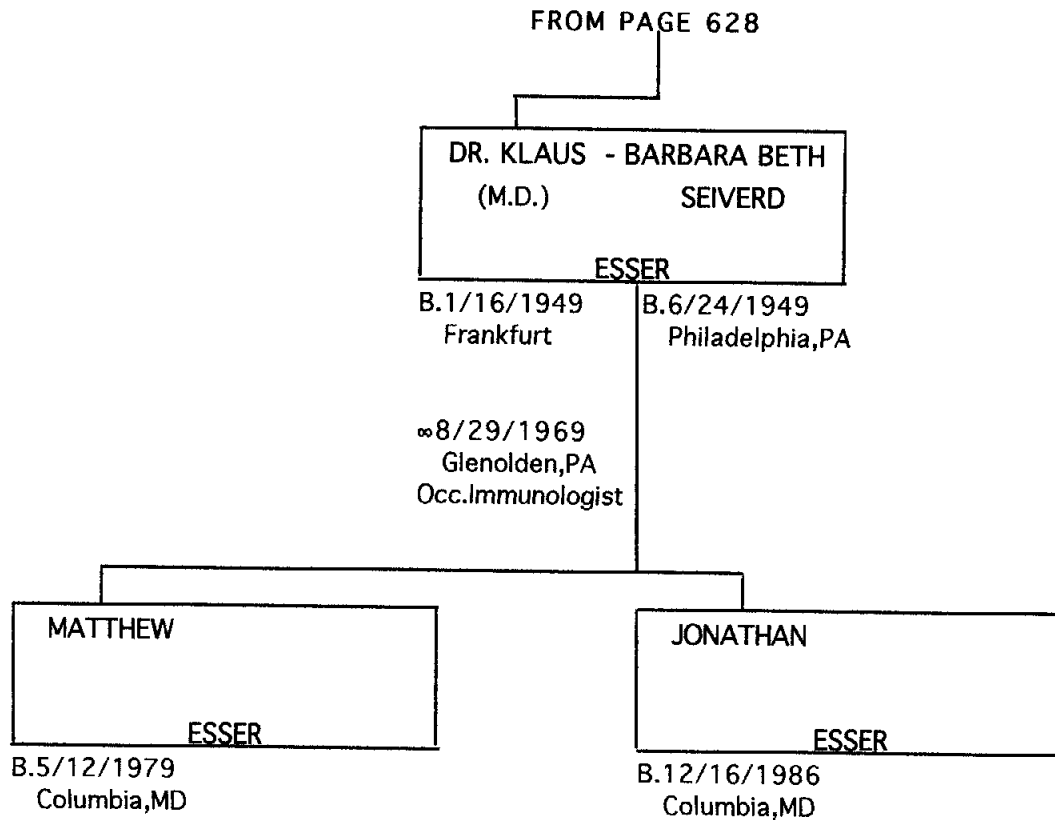 FROM PAGE 628
DR. KLAUS - BARBARA BETH
(M.D.) SEIVERD
ESSER
B.1/16/1949 B.6/24/1949
Frankfurt Philadelphia,PA
∞8/29/1969
Glenolden,PA
Occ.Immunologist
MATTHEW JONATHAN
ESSER ESSER
B.5/12/1979 B.12/16/1986
Columbia,MD Columbia,MD